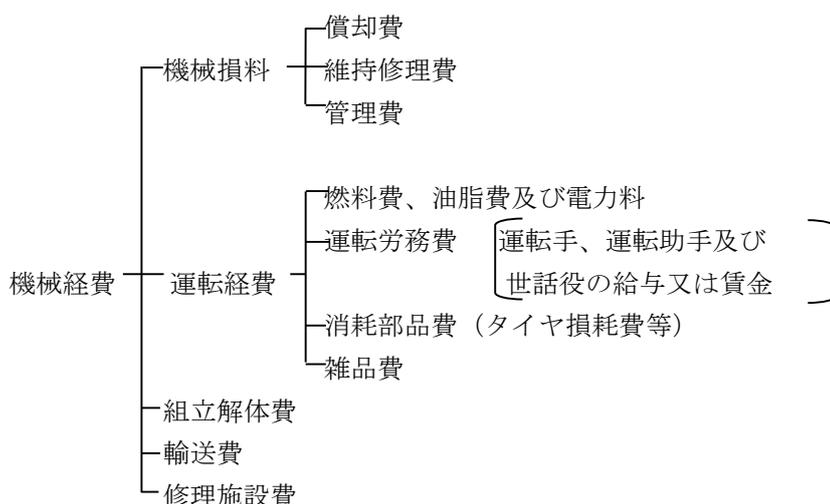 償却費
機械損料 維持修理費
管理費
燃料費、油脂費及び電力料
運転労務費 運転手、運転助手及び
機械経費 運転経費 世話役の給与又は賃金
消耗部品費（タイヤ損耗費等）
雑品費
組立解体費
輸送費
修理施設費